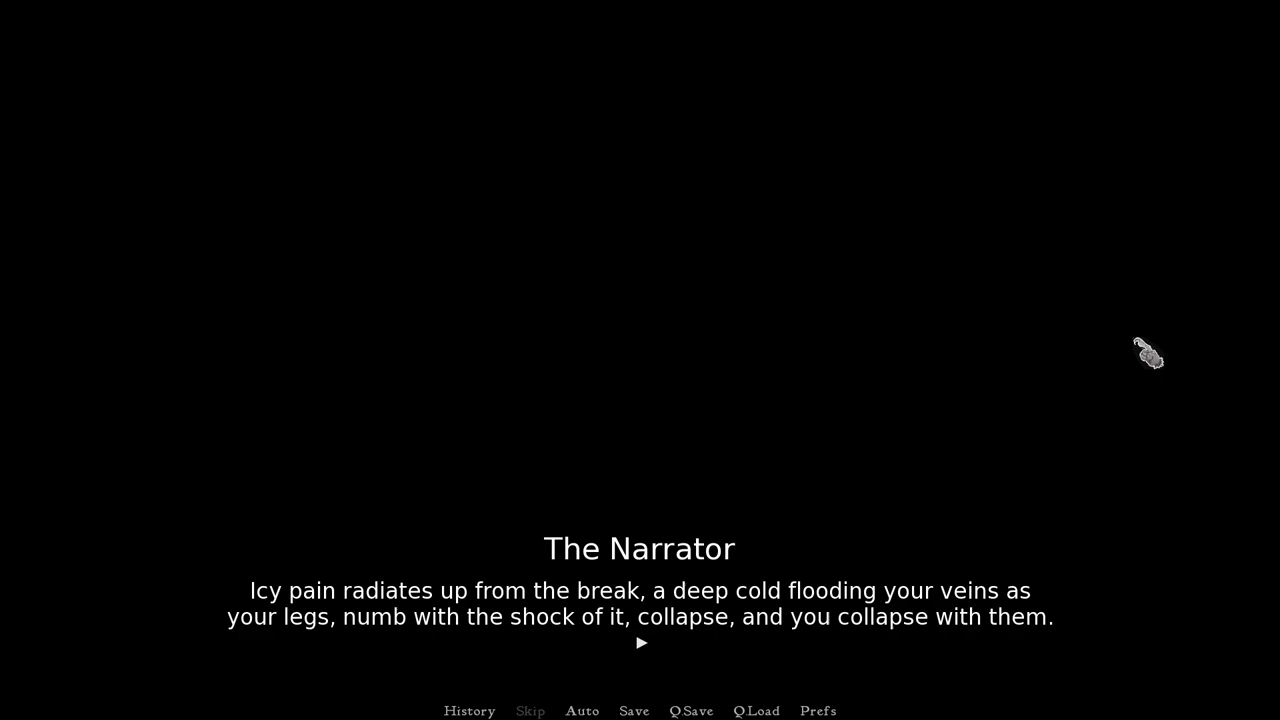 The Narrator
Icy pain radiates up from the break, a deep cold flooding your veins as
your legs, numb with the shock of it, collapse, and you collapse with them.
History Skip Auto Save Q.Save Q.Load Prefs